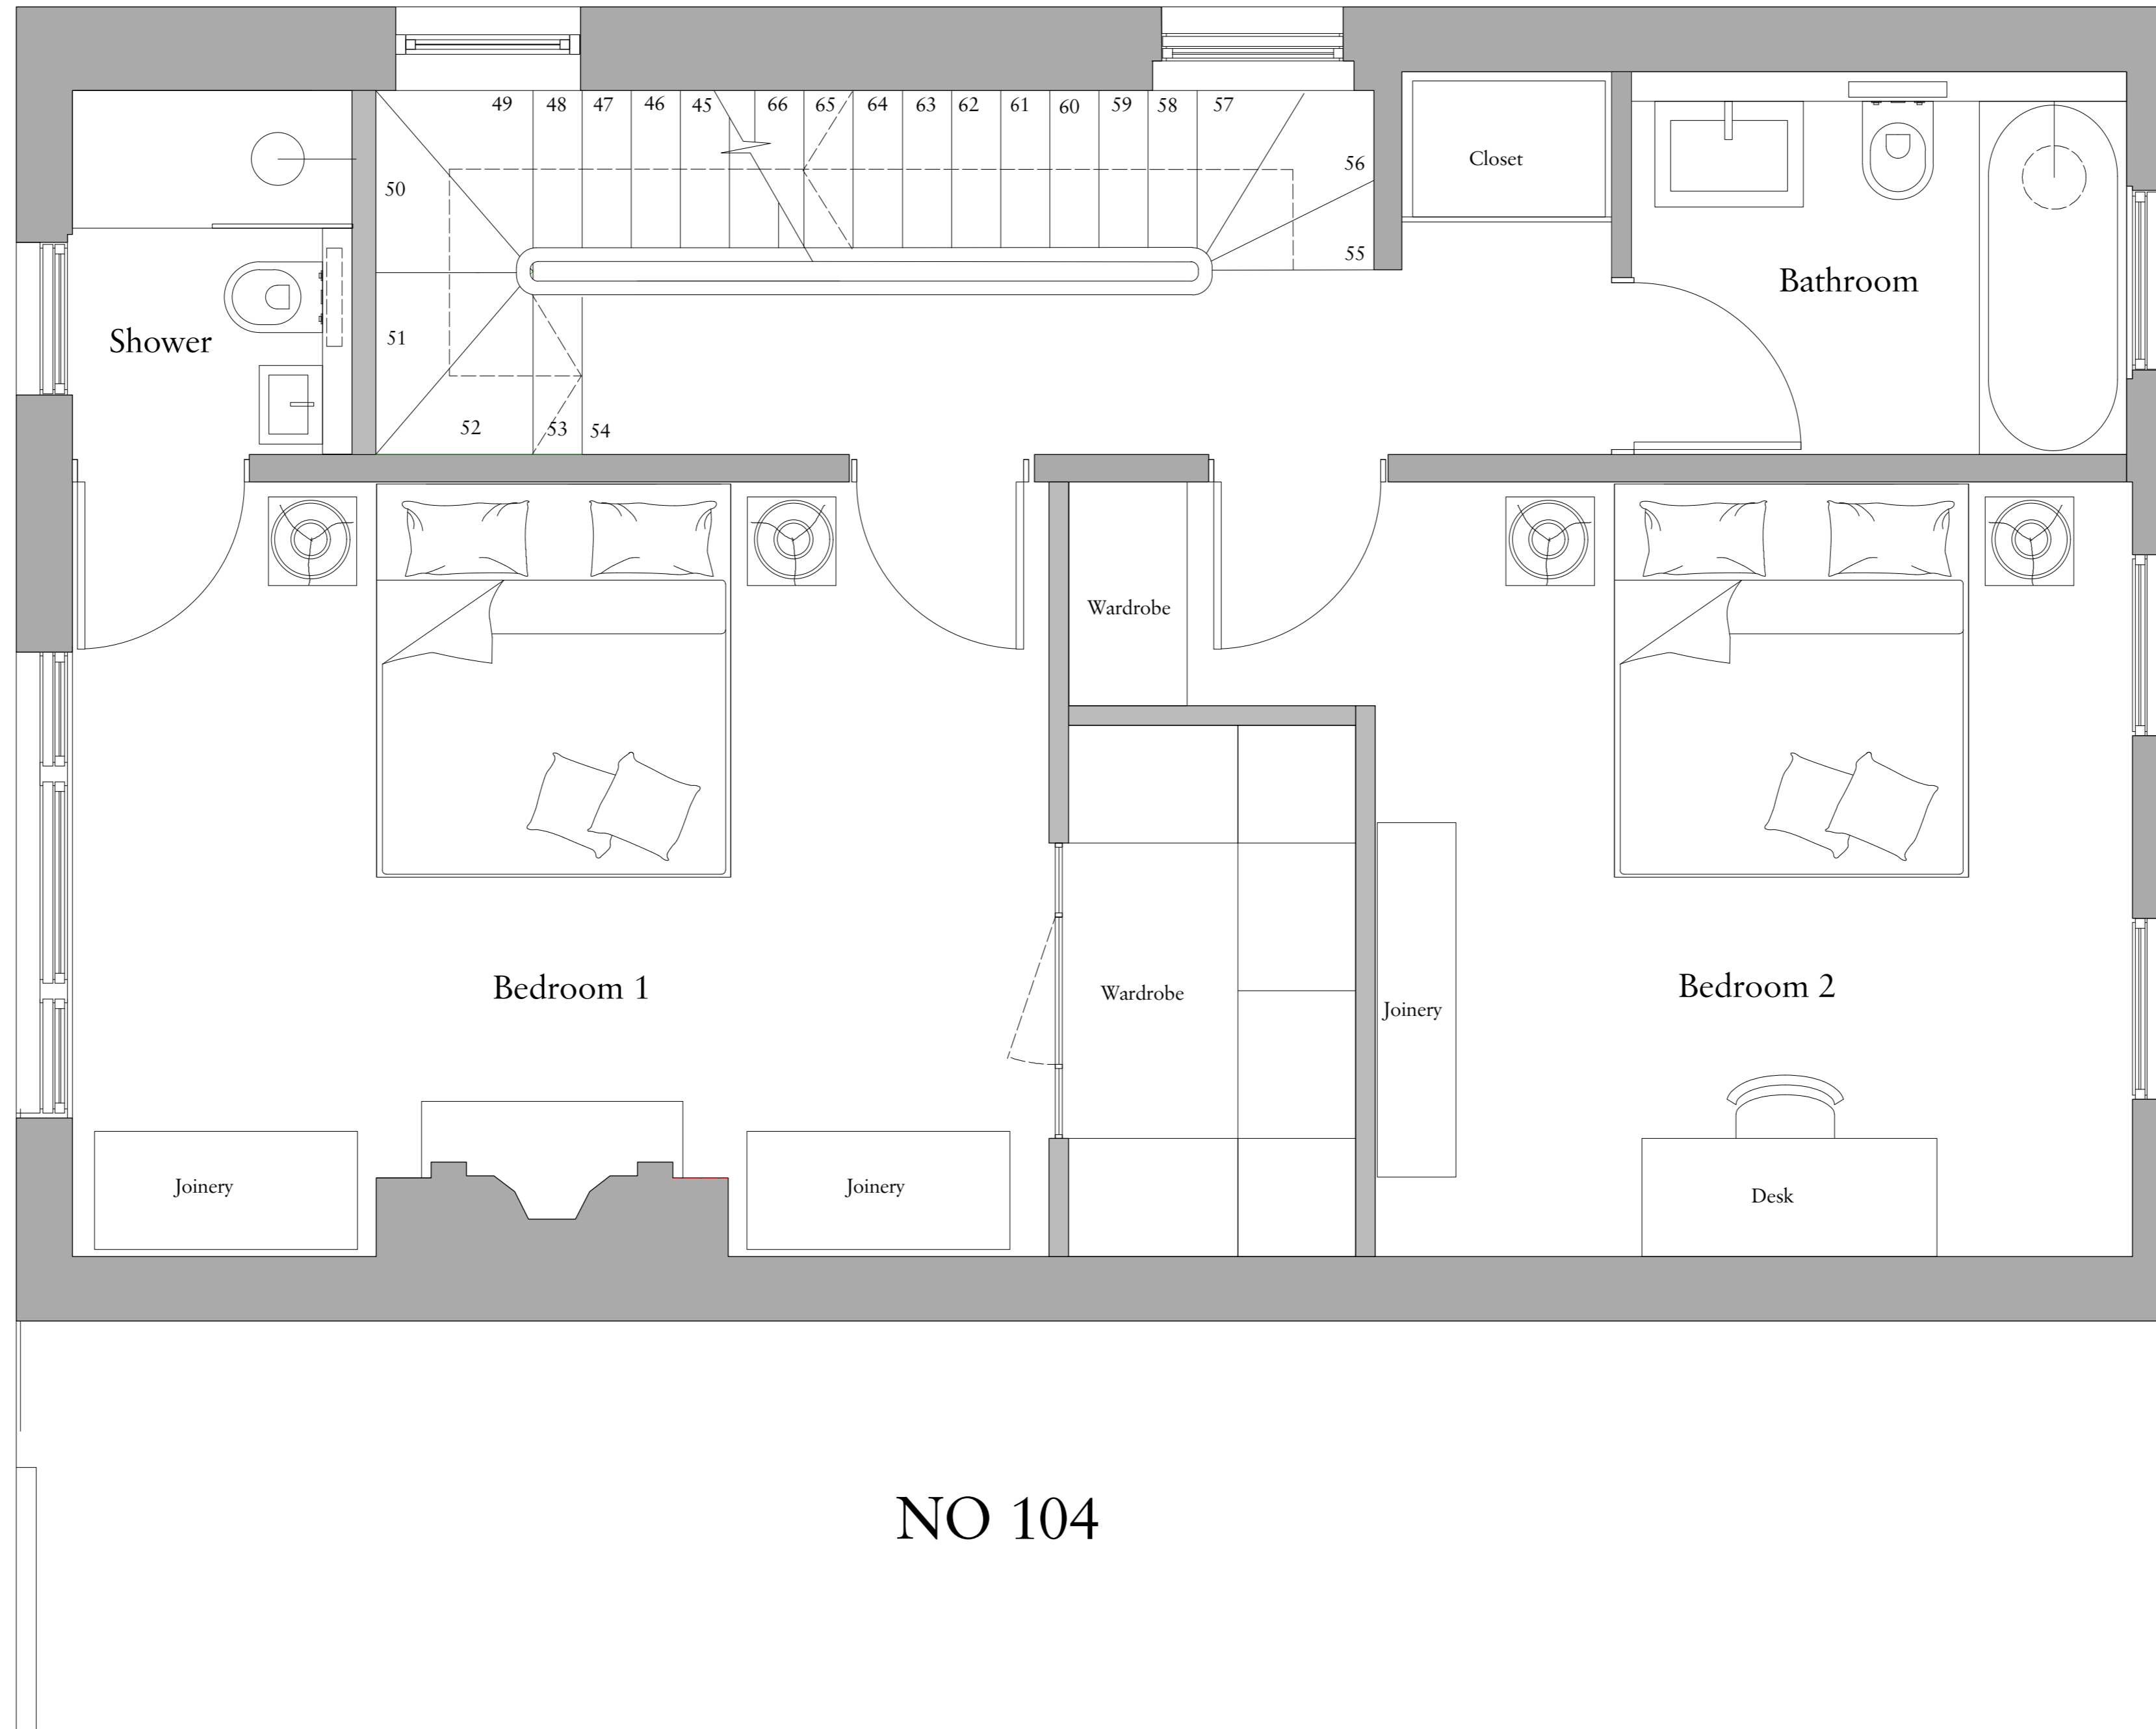 49 48 47 46 45 66 65 64 63 62 61 60 59 58 57
56
Closet
50
55
Bathroom
Shower
51
52 53 54
Wardrobe
Bedroom 1
Wardrobe
Bedroom 2
Joinery
Joinery
Joinery
Desk
NO 104